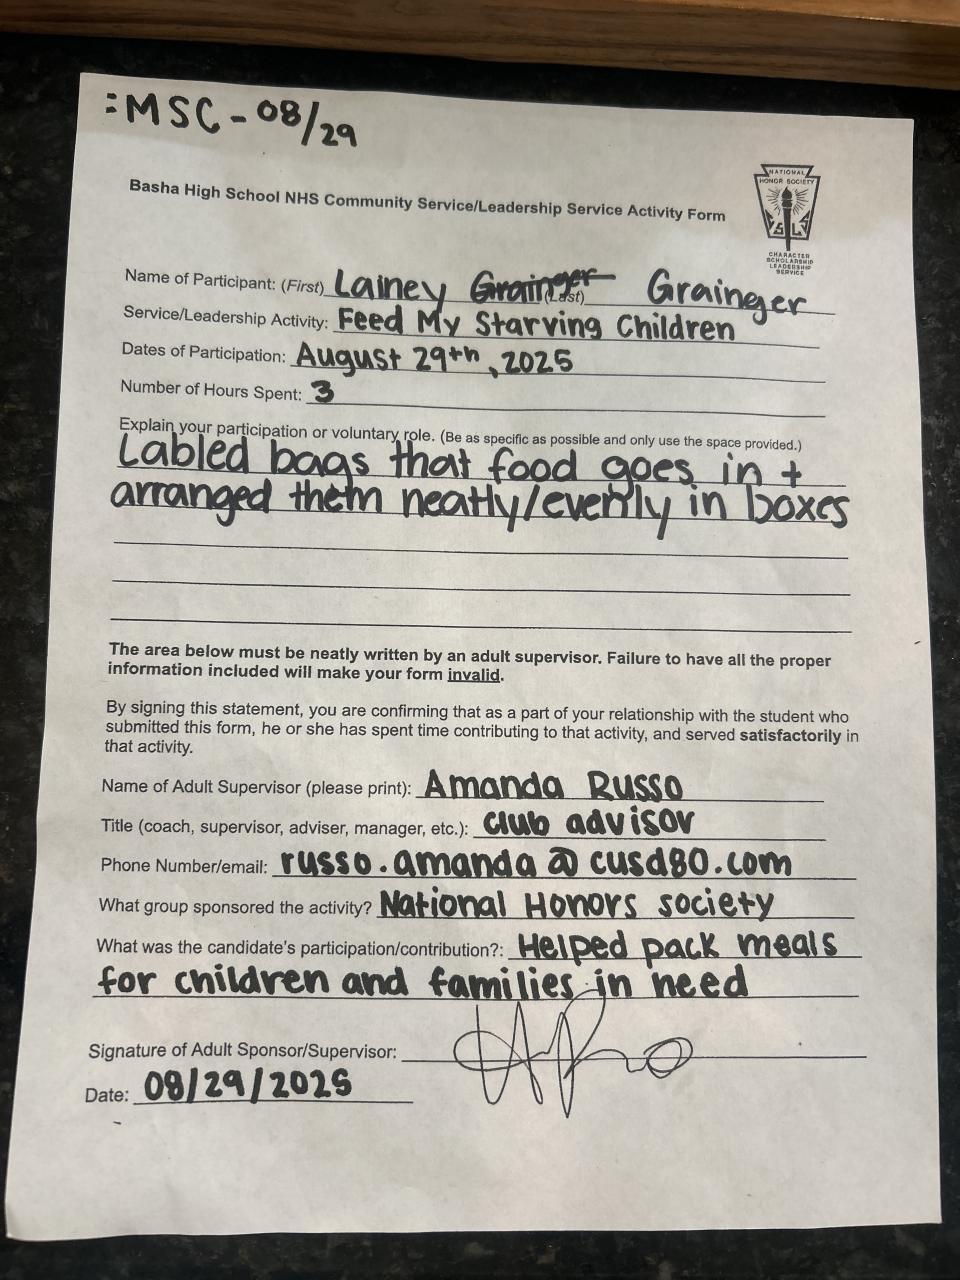 :MSC - 08/29
Basha High School NHS Community Service/Leadership Service Activity Form
NATIONAL
HONOR SOCIETY
S L S
CHARACTER
SCHOLARSHIP
LEADERSHIP
SERVICE
Name of Participant: (First) Lainey Grainger (Last) Grainger
Service/Leadership Activity: Feed My Starving Children
Dates of Participation: August 29th, 2025
Number of Hours Spent: 3
Explain your participation or voluntary role. (Be as specific as possible and only use the space provided.)
Labled bags that food goes in +
arranged them neatly/evenly in boxes
The area below must be neatly written by an adult supervisor. Failure to have all the proper
information included will make your form invalid.
By signing this statement, you are confirming that as a part of your relationship with the student who
submitted this form, he or she has spent time contributing to that activity, and served satisfactorily in
that activity.
Name of Adult Supervisor (please print): Amanda Russo
Title (coach, supervisor, adviser, manager, etc.): club advisor
Phone Number/email: russo.amanda@cusd80.com
What group sponsored the activity? National Honors society
What was the candidate's participation/contribution?: Helped pack meals
for children and families in need
Signature of Adult Sponsor/Supervisor:
Date: 08/29/2025